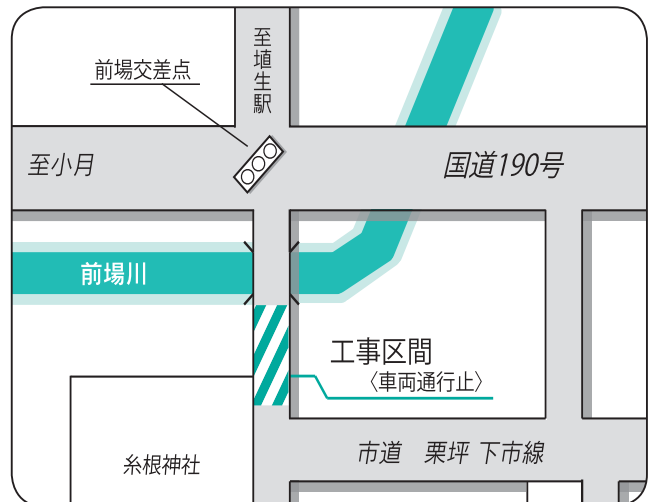 至埴生駅
前場交差点
至小月
国道190号
前場川
工事区間
〈車両通行止〉
市道　栗坪 下市線
糸根神社